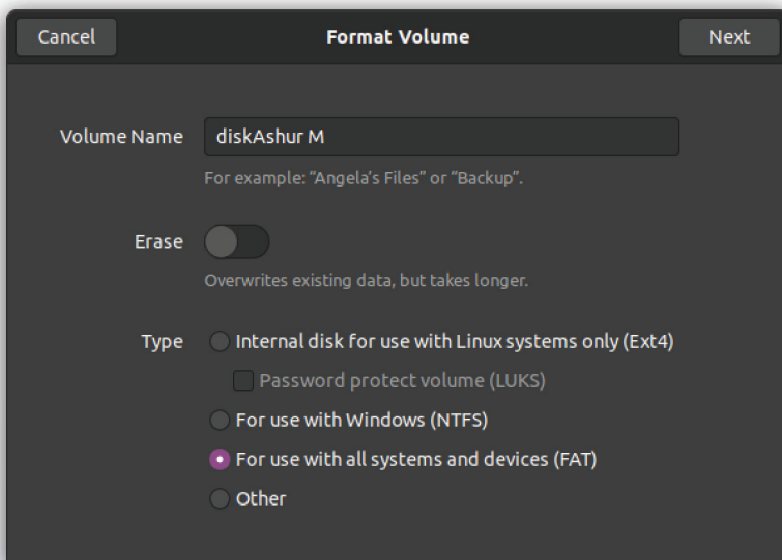 Cancel Format Volume Next
Volume Name diskAshur M
For example: “Angela’s Files” or “Backup”.
Erase
Overwrites existing data, but takes longer.
Type Internal disk for use with Linux systems only (Ext4)
Password protect volume (LUKS)
For use with Windows (NTFS)
For use with all systems and devices (FAT)
Other